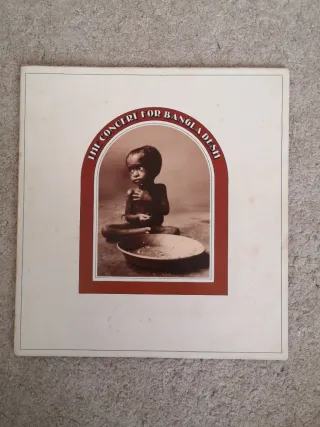 THE CONCERT FOR BANGLA DESH